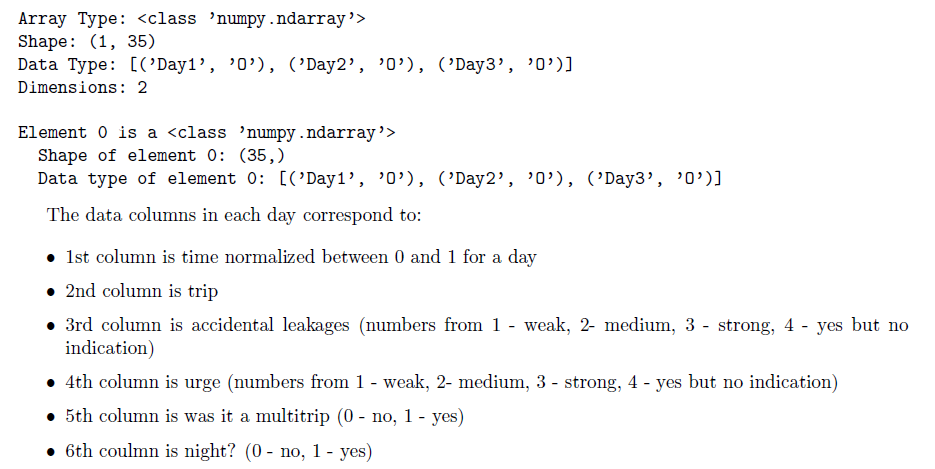 Array Type: <class ’numpy.ndarray’>
Shape: (1, 35)
Data Type: [(’Day1’, ’O’), (’Day2’, ’O’), (’Day3’, ’O’)]
Dimensions: 2
Element 0 is a <class ’numpy.ndarray’>
Shape of element 0: (35,)
Data type of element 0: [(’Day1’, ’O’), (’Day2’, ’O’), (’Day3’, ’O’)]
The data columns in each day correspond to:
• 1st column is time normalized between 0 and 1 for a day
• 2nd column is trip
• 3rd column is accidental leakages (numbers from 1 - weak, 2- medium, 3 - strong, 4 - yes but no
indication)
• 4th column is urge (numbers from 1 - weak, 2- medium, 3 - strong, 4 - yes but no indication)
• 5th column is was it a multitrip (0 - no, 1 - yes)
• 6th coulmn is night? (0 - no, 1 - yes)